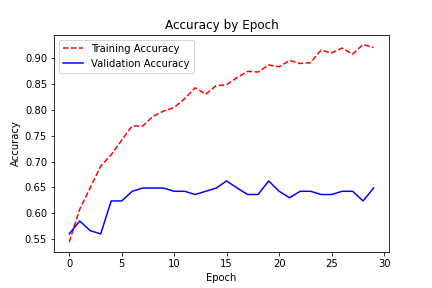 Accuracy by Epoch
Training Accuracy
Validation Accuracy
Accuracy
0.90
0.85
0.80
0.75
0.70
0.65
0.60
0.55
0 5 10 15 20 25 30
Epoch